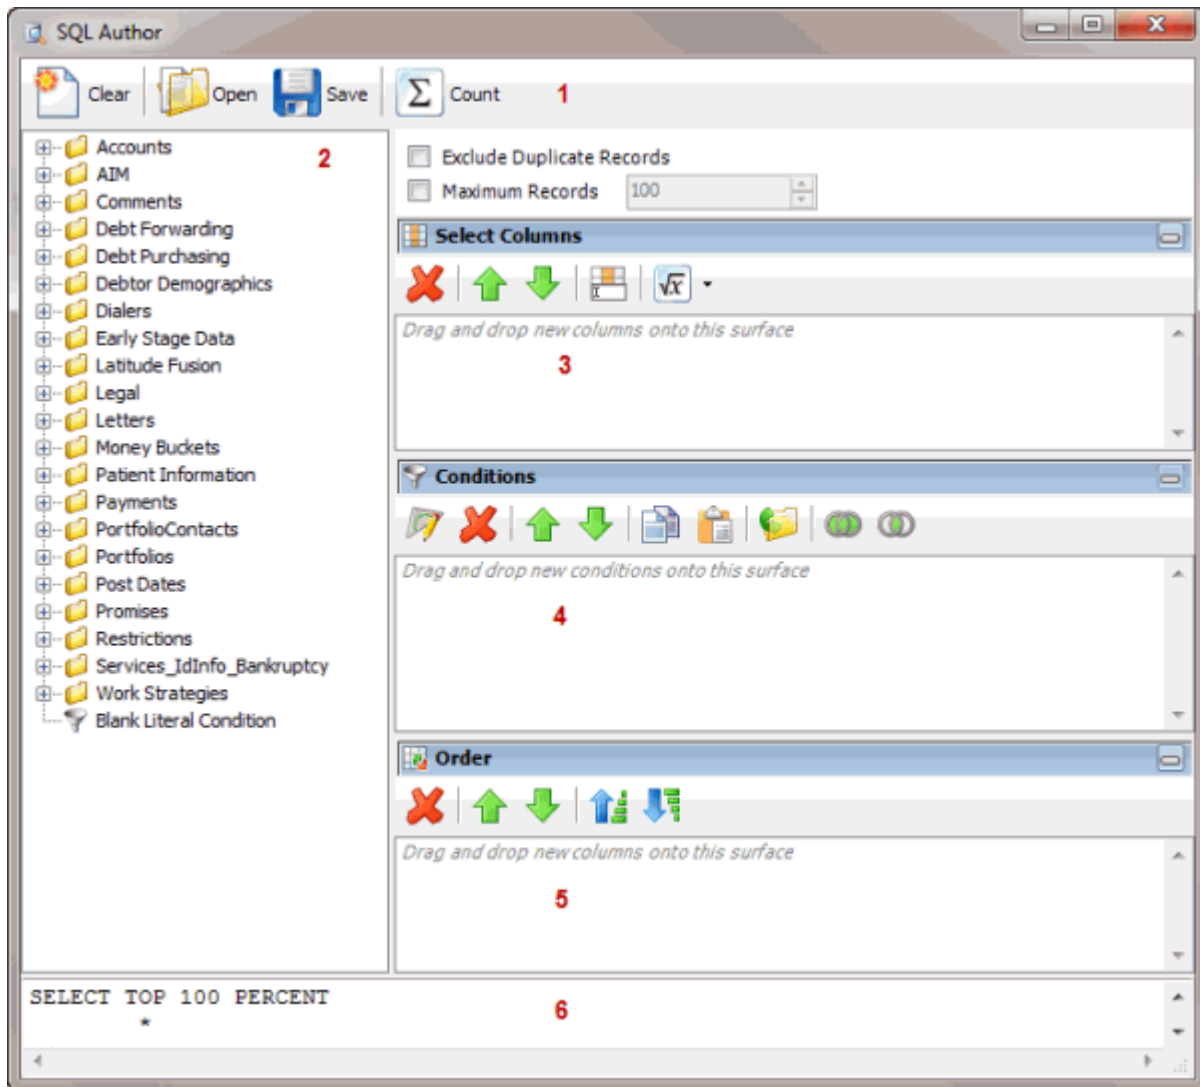 SQL Author
Clear Open Save Count 1
2
Accounts
AIM
Comments
Debt Forwarding
Debt Purchasing
Debtor Demographics
Dialers
Early Stage Data
Latitude Fusion
Legal
Letters
Money Buckets
Patient Information
Payments
PortfolioContacts
Portfolios
Post Dates
Promises
Restrictions
Services_IdInfo_Bankruptcy
Work Strategies
Blank Literal Condition
Exclude Duplicate Records
Maximum Records 100
Select Columns
√x
Drag and drop new columns onto this surface
3
Conditions
Drag and drop new conditions onto this surface
4
Order
Drag and drop new columns onto this surface
5
SELECT TOP 100 PERCENT
*
6